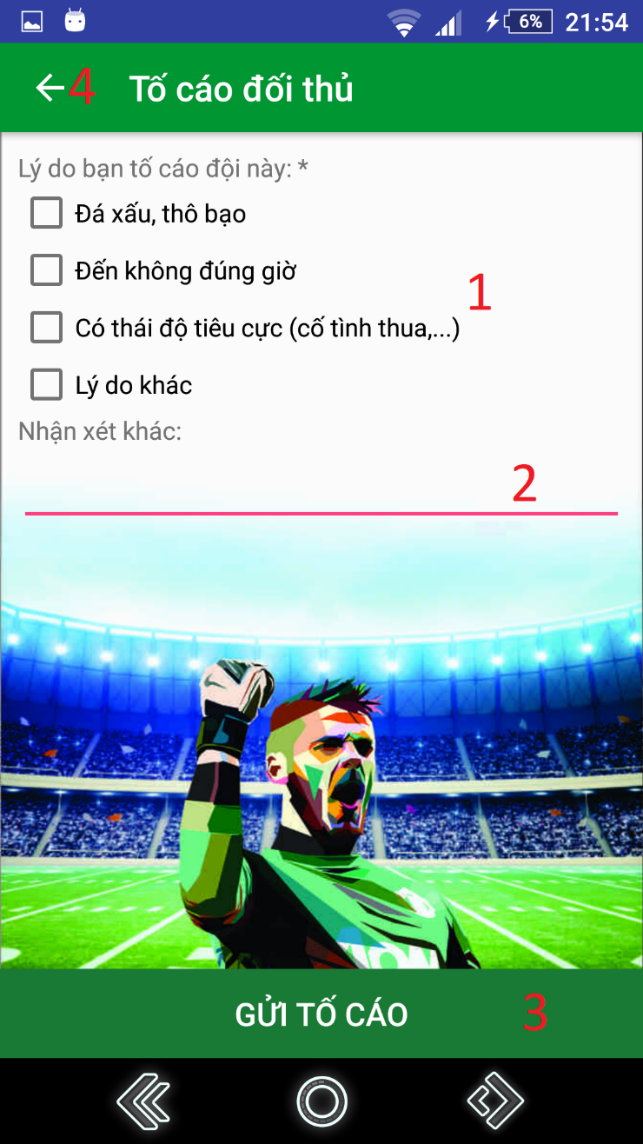 6% 21:54
4 Tố cáo đối thủ
Lý do bạn tố cáo đội này: *
Đá xấu, thô bạo
Đến không đúng giờ
1
Có thái độ tiêu cực (cố tình thua,...)
Lý do khác
Nhận xét khác:
2
GỬI TỐ CÁO 3